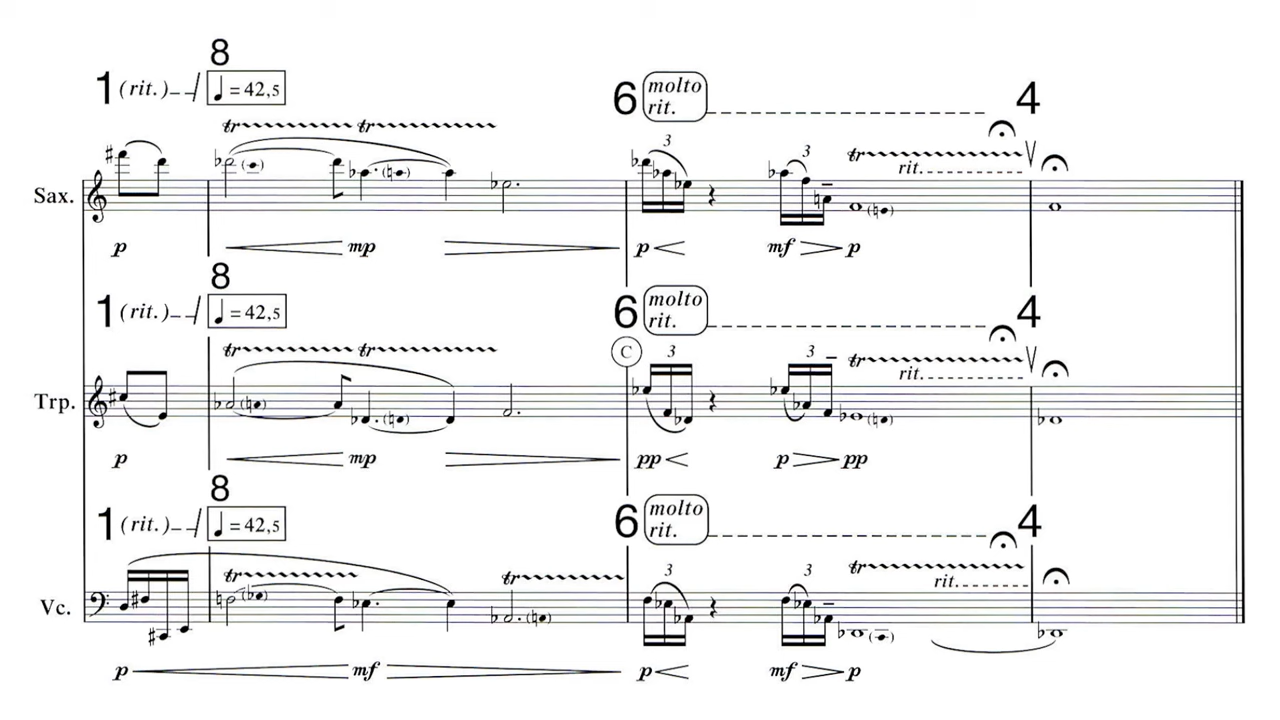 8
1 (rit.) ♩ = 42,5 6 molto rit. 4
tr tr
3 3 tr
rit.
Sax.
p mp p mf p
8
1 (rit.) ♩ = 42,5 6 molto rit. 4
C
tr tr 3 3 tr
rit.
Trp.
p mp pp p pp
8
1 (rit.) ♩ = 42,5 6 molto rit. 4
tr tr 3 3 tr
rit.
Vc.
p mf p mf p